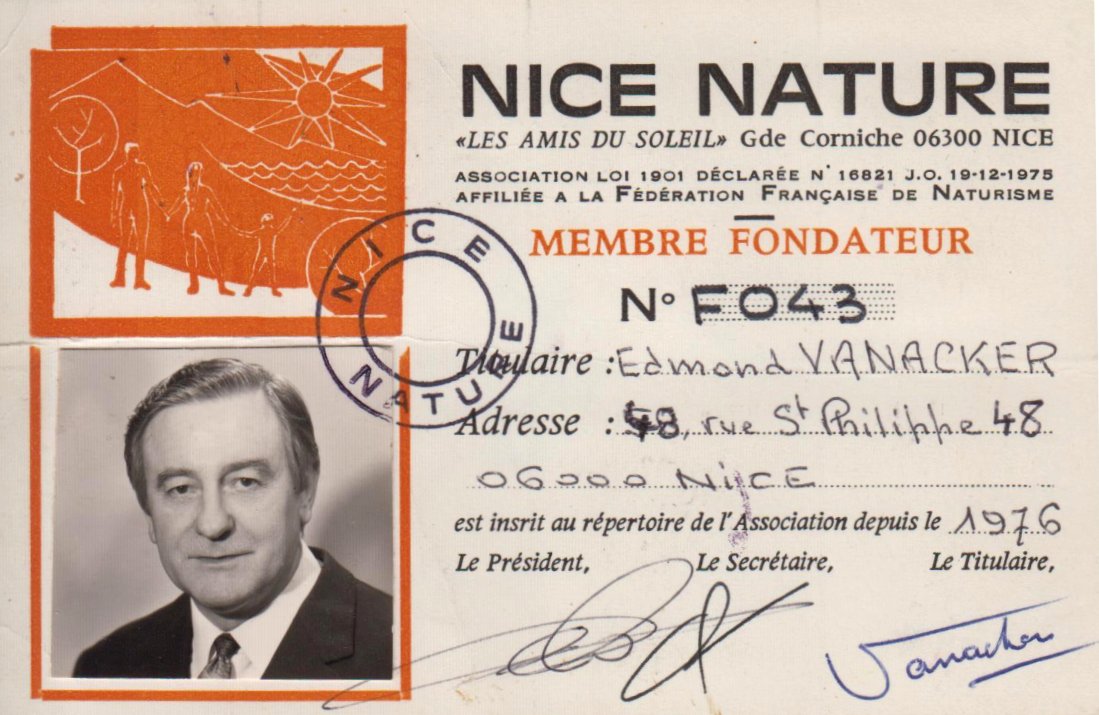 NICE NATURE
«LES AMIS DU SOLEIL» Gde Corniche 06300 NICE
ASSOCIATION LOI 1901 DÉCLARÉE N° 16821 J.O. 19-12-1975
AFFILIÉE A LA FÉDÉRATION FRANÇAISE DE NATURISME
MEMBRE FONDATEUR
N° F043
NICE NATURE
Titulaire : Edmond VANACKER
Adresse : 48, rue St Philippe 48
06000 NiCE
est insrit au répertoire de l'Association depuis le 1976
Le Président, Le Secrétaire, Le Titulaire,
Vanacker